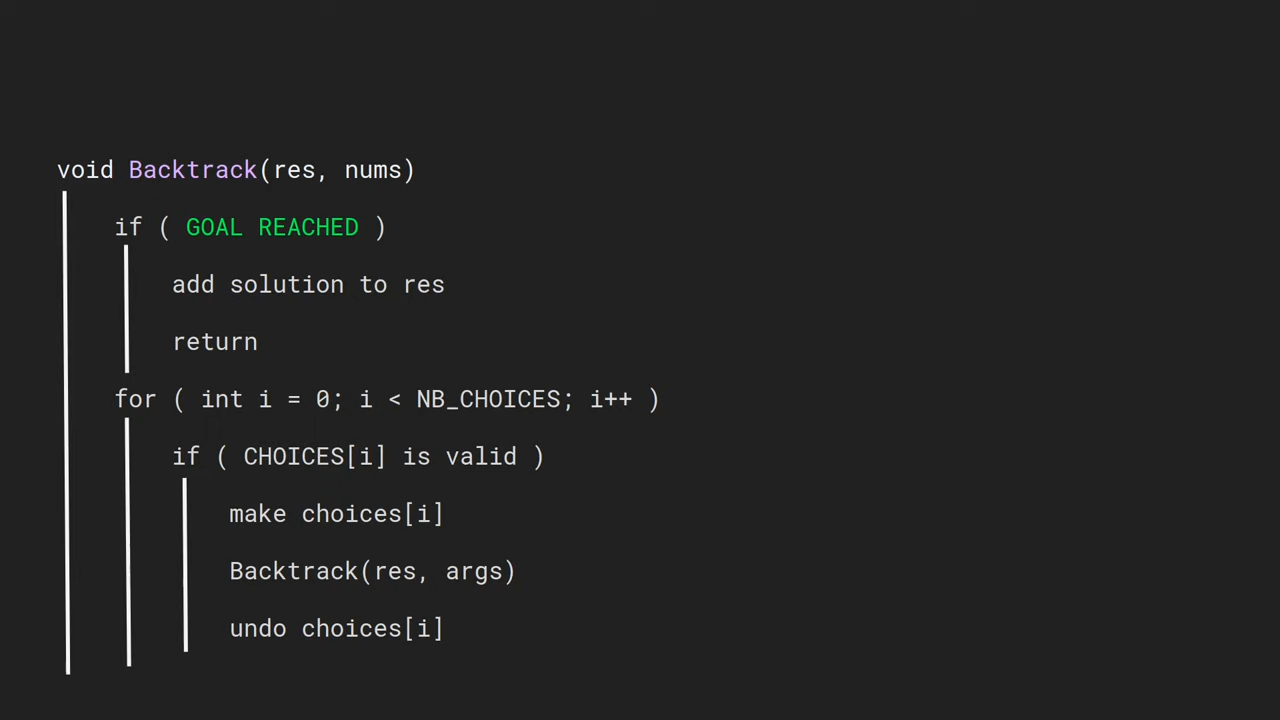 void Backtrack(res, nums)
if ( GOAL REACHED )
add solution to res
return
for ( int i = 0; i < NB_CHOICES; i++ )
if ( CHOICES[i] is valid )
make choices[i]
Backtrack(res, args)
undo choices[i]